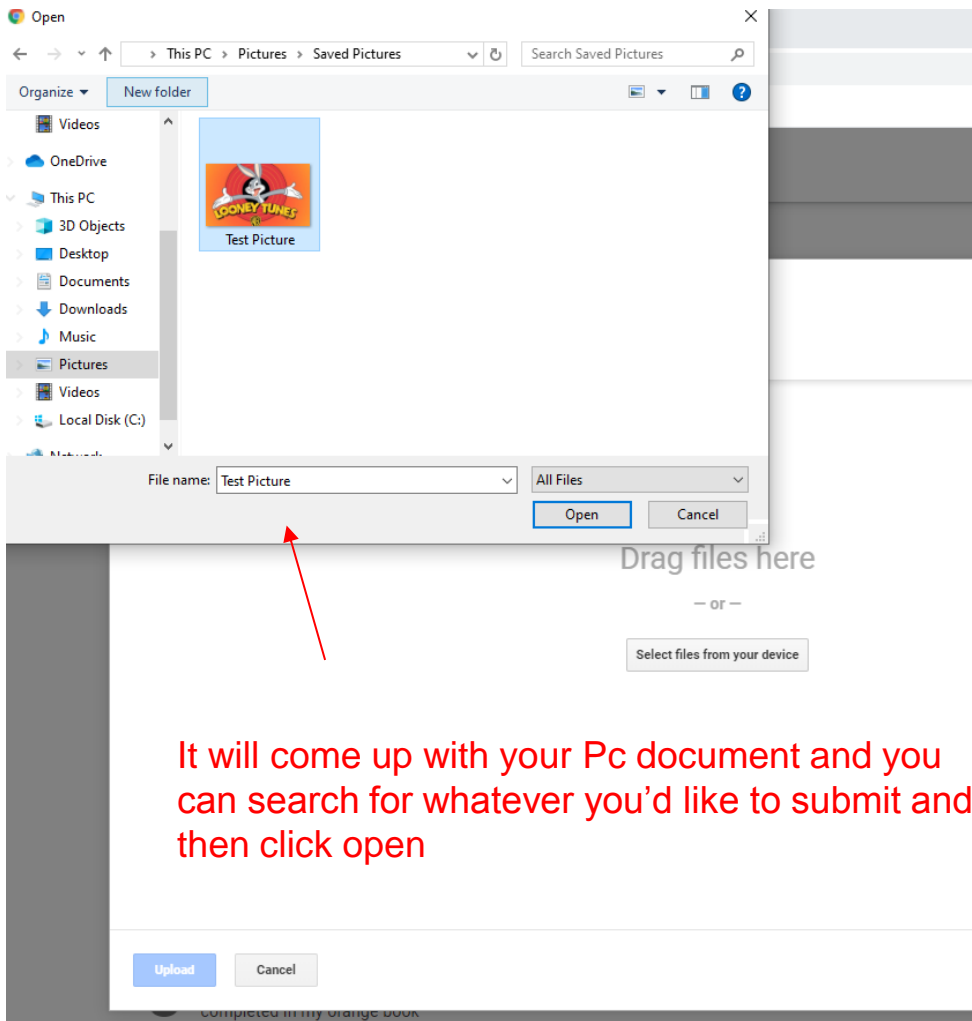 Open
This PC > Pictures > Saved Pictures
Search Saved Pictures
Organize
New folder
Videos
OneDrive
This PC
3D Objects
Desktop
Documents
Downloads
Music
Pictures
Videos
Local Disk (C:)
LOONEY TUNES
Test Picture
File name:
Test Picture
All Files
Open
Cancel
Drag files here
— or —
Select files from your device
It will come up with your Pc document and you
can search for whatever you'd like to submit and
then click open
Upload
Cancel
completed in my orange book